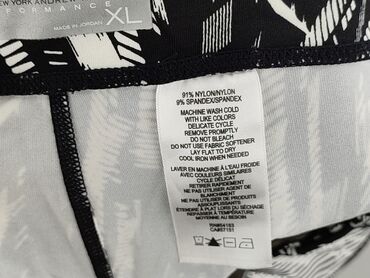 NEW YORK ANDREW
PERFORMANCE
MADE IN JORDAN
XL
91% NYLON/NYLON
9% SPANDEX/SPANDEX
MACHINE WASH COLD
WITH LIKE COLORS
DELICATE CYCLE
REMOVE PROMPTLY
DO NOT BLEACH
DO NOT USE FABRIC SOFTENER
LAY FLAT TO DRY
COOL IRON WHEN NEEDED
LAVER EN MACHINE À L'EAU FROIDE
AVEC COULEURS SIMILAIRES
CYCLE DÉLICAT
RETIRER RAPIDEMENT
NE PAS UTILISER AGENT DE
BLANCHIMENT
NE PAS UTILISER DE PRODUITS
ASSOUPLISSANTS
ÉTENDRE À PLAT LORS DU SÉCHAGE
REPASSER À TEMPÉRATURE
MOYENNE AU BESOIN